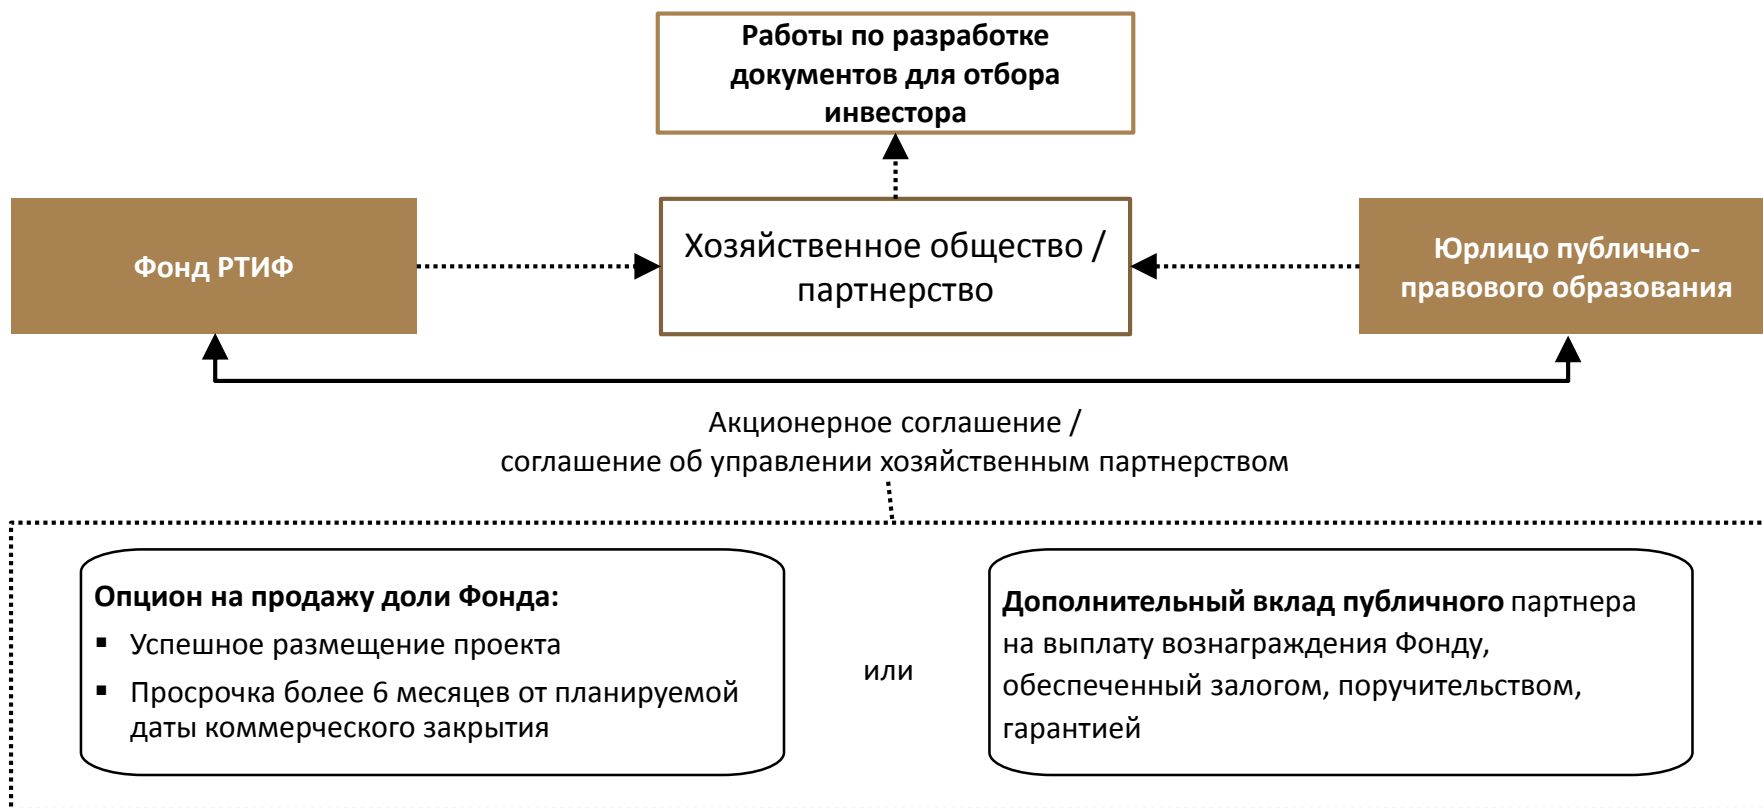 Работы по разработке
документов для отбора
инвестора
Фонд РТИФ
Хозяйственное общество /
партнерство
Юрлицо публично-
правового образования
Акционерное соглашение /
соглашение об управлении хозяйственным партнерством
Опцион на продажу доли Фонда:
▪ Успешное размещение проекта
▪ Просрочка более 6 месяцев от планируемой
даты коммерческого закрытия
или
Дополнительный вклад публичного партнера
на выплату вознаграждения Фонду,
обеспеченный залогом, поручительством,
гарантией